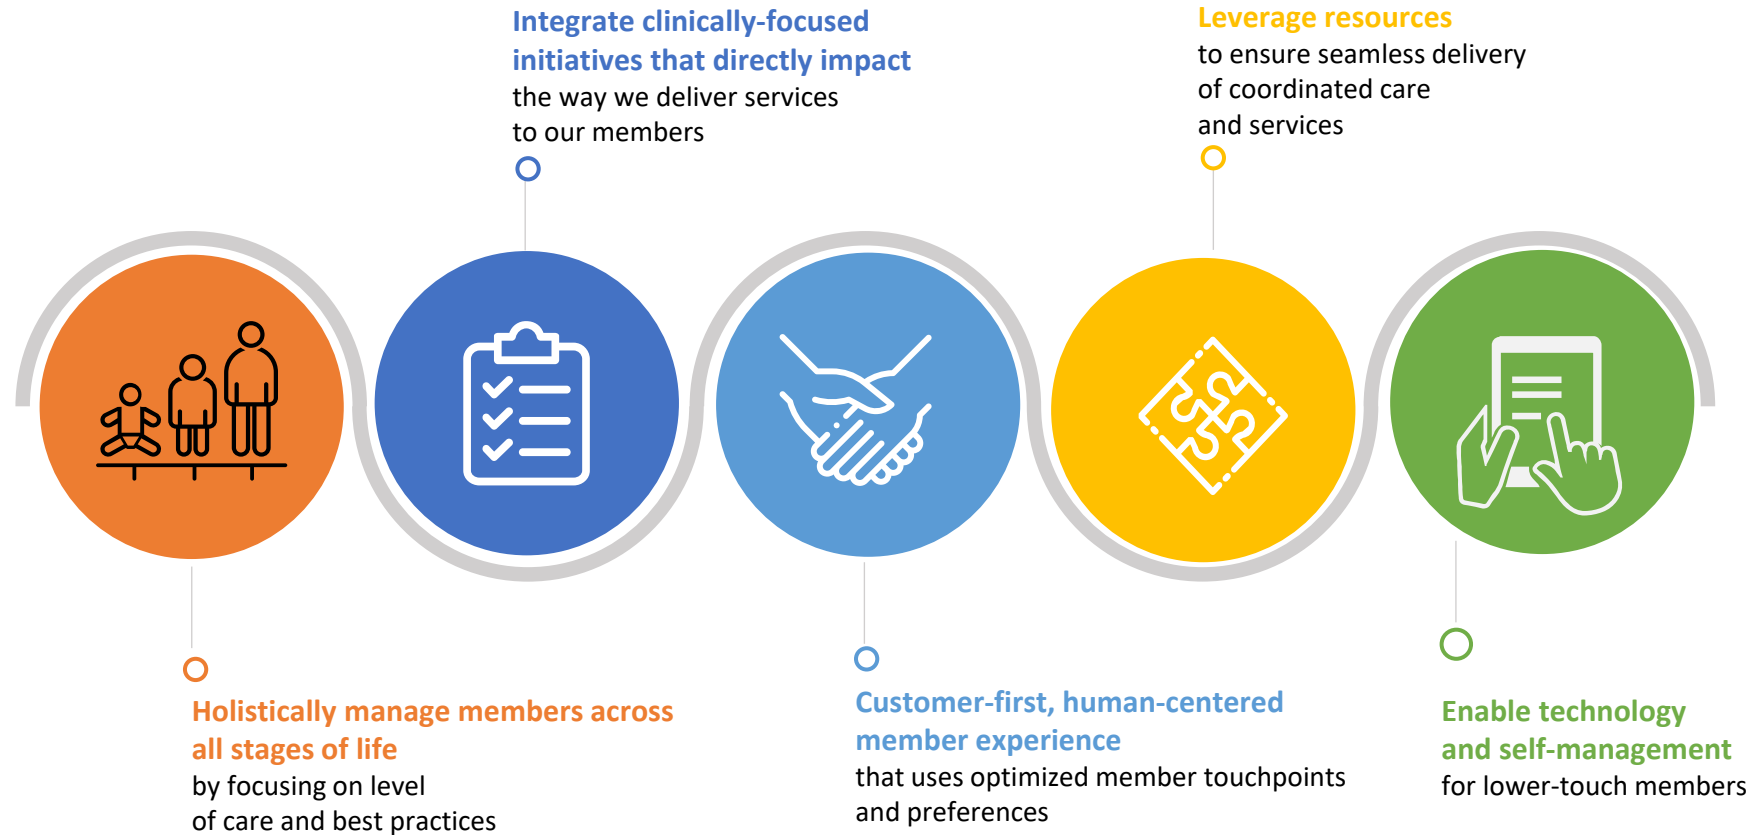 Integrate clinically-focused
initiatives that directly impact
the way we deliver services
to our members
Leverage resources
to ensure seamless delivery
of coordinated care
and services
Holistically manage members across
all stages of life
by focusing on level
of care and best practices
Customer-first, human-centered
member experience
that uses optimized member touchpoints
and preferences
Enable technology
and self-management
for lower-touch members